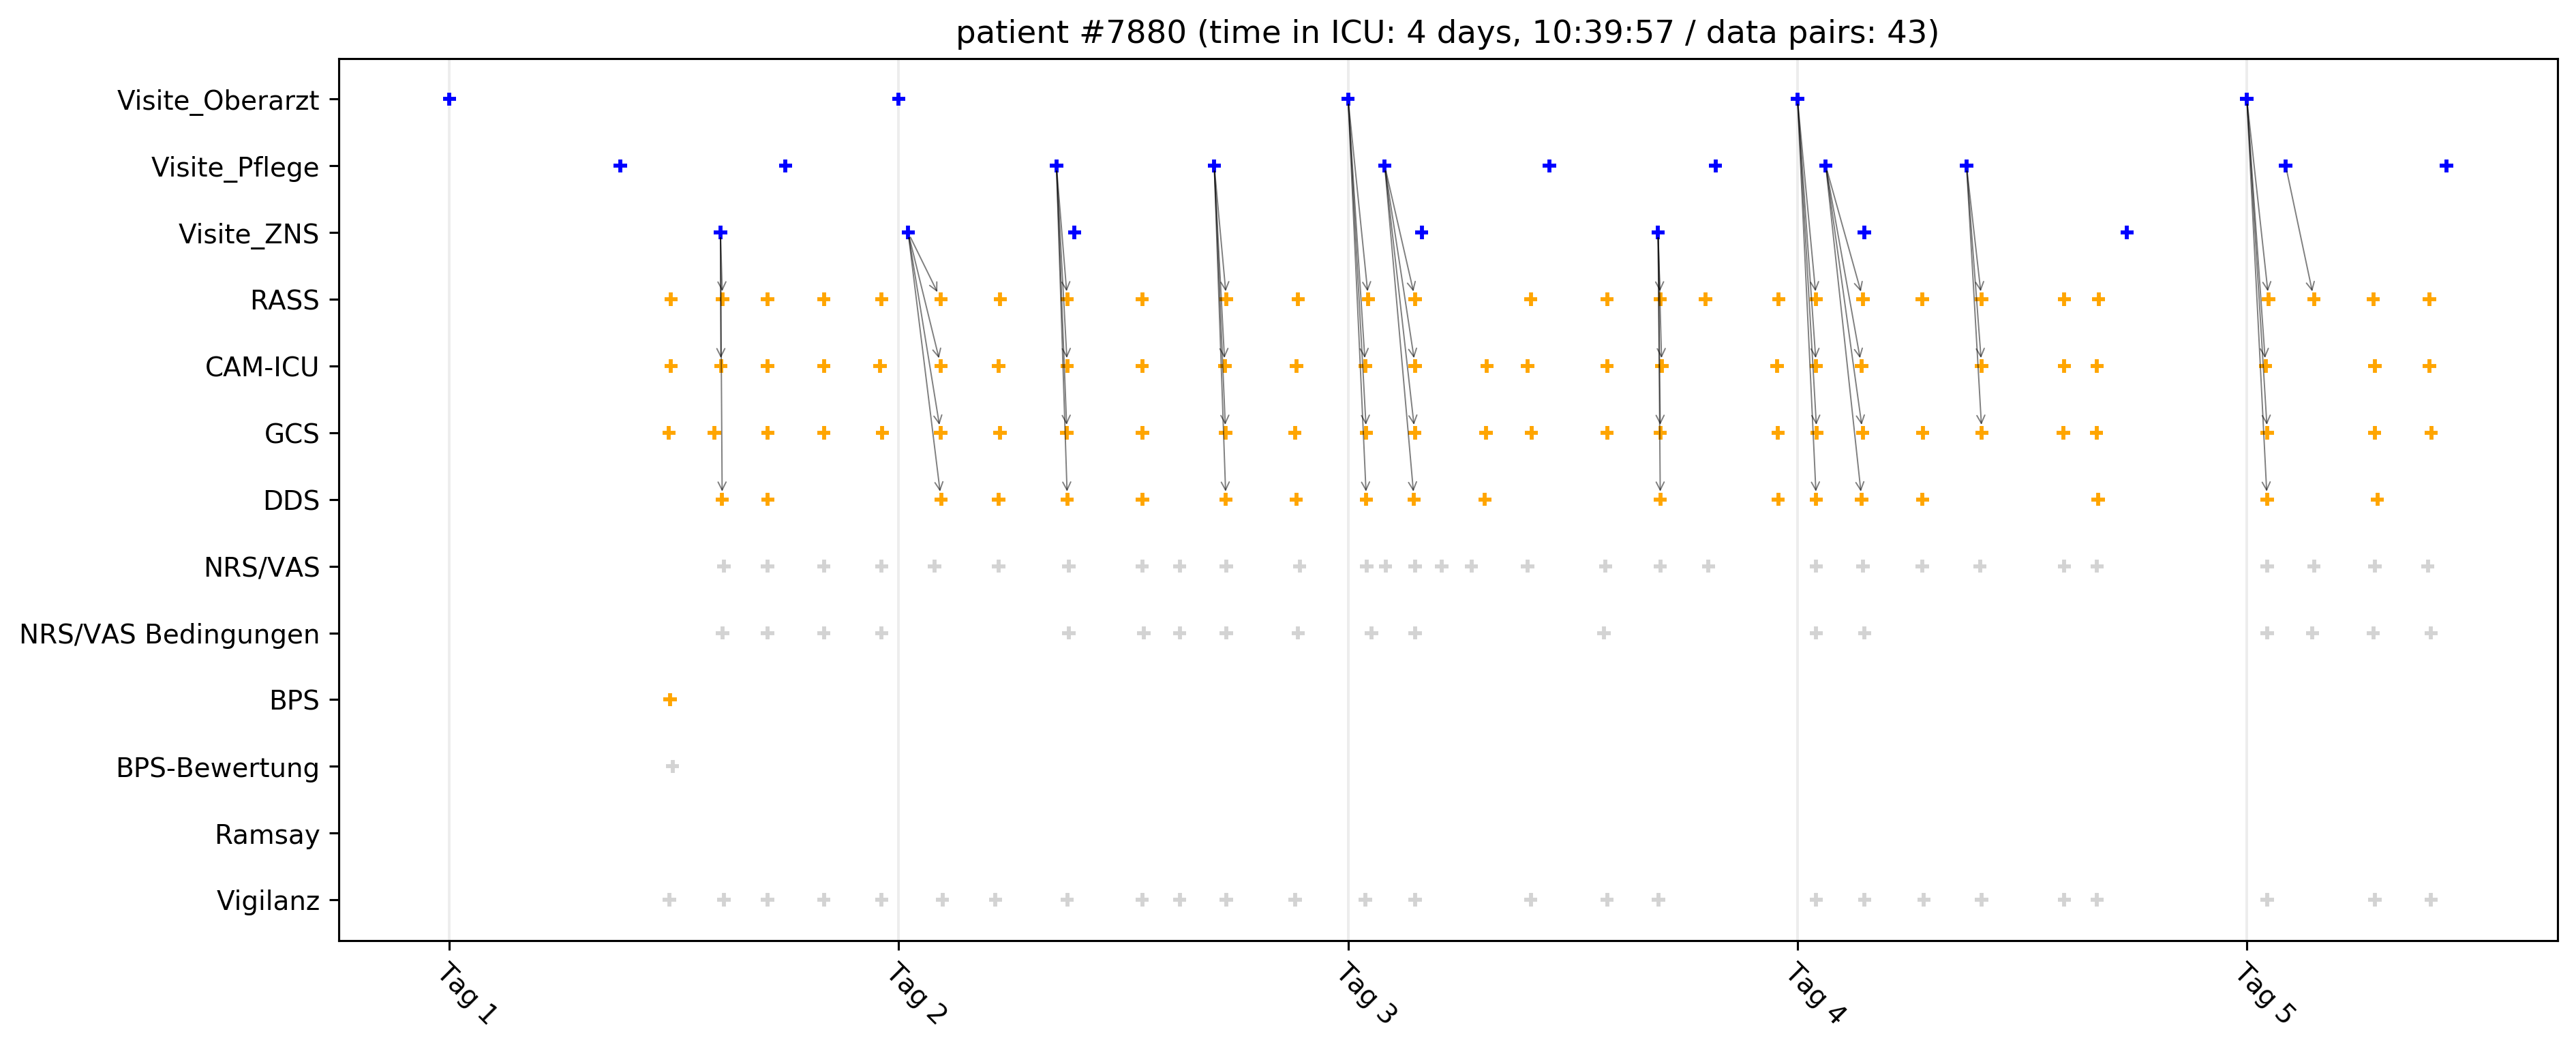 patient #7880 (time in ICU: 4 days, 10:39:57 / data pairs: 43)
Visite_Oberarzt
Visite_Pflege
Visite_ZNS
RASS
CAM-ICU
GCS
DDS
NRS/VAS
NRS/VAS Bedingungen
BPS
BPS-Bewertung
Ramsay
Vigilanz
Tag 1
Tag 2
Tag 3
Tag 4
Tag 5